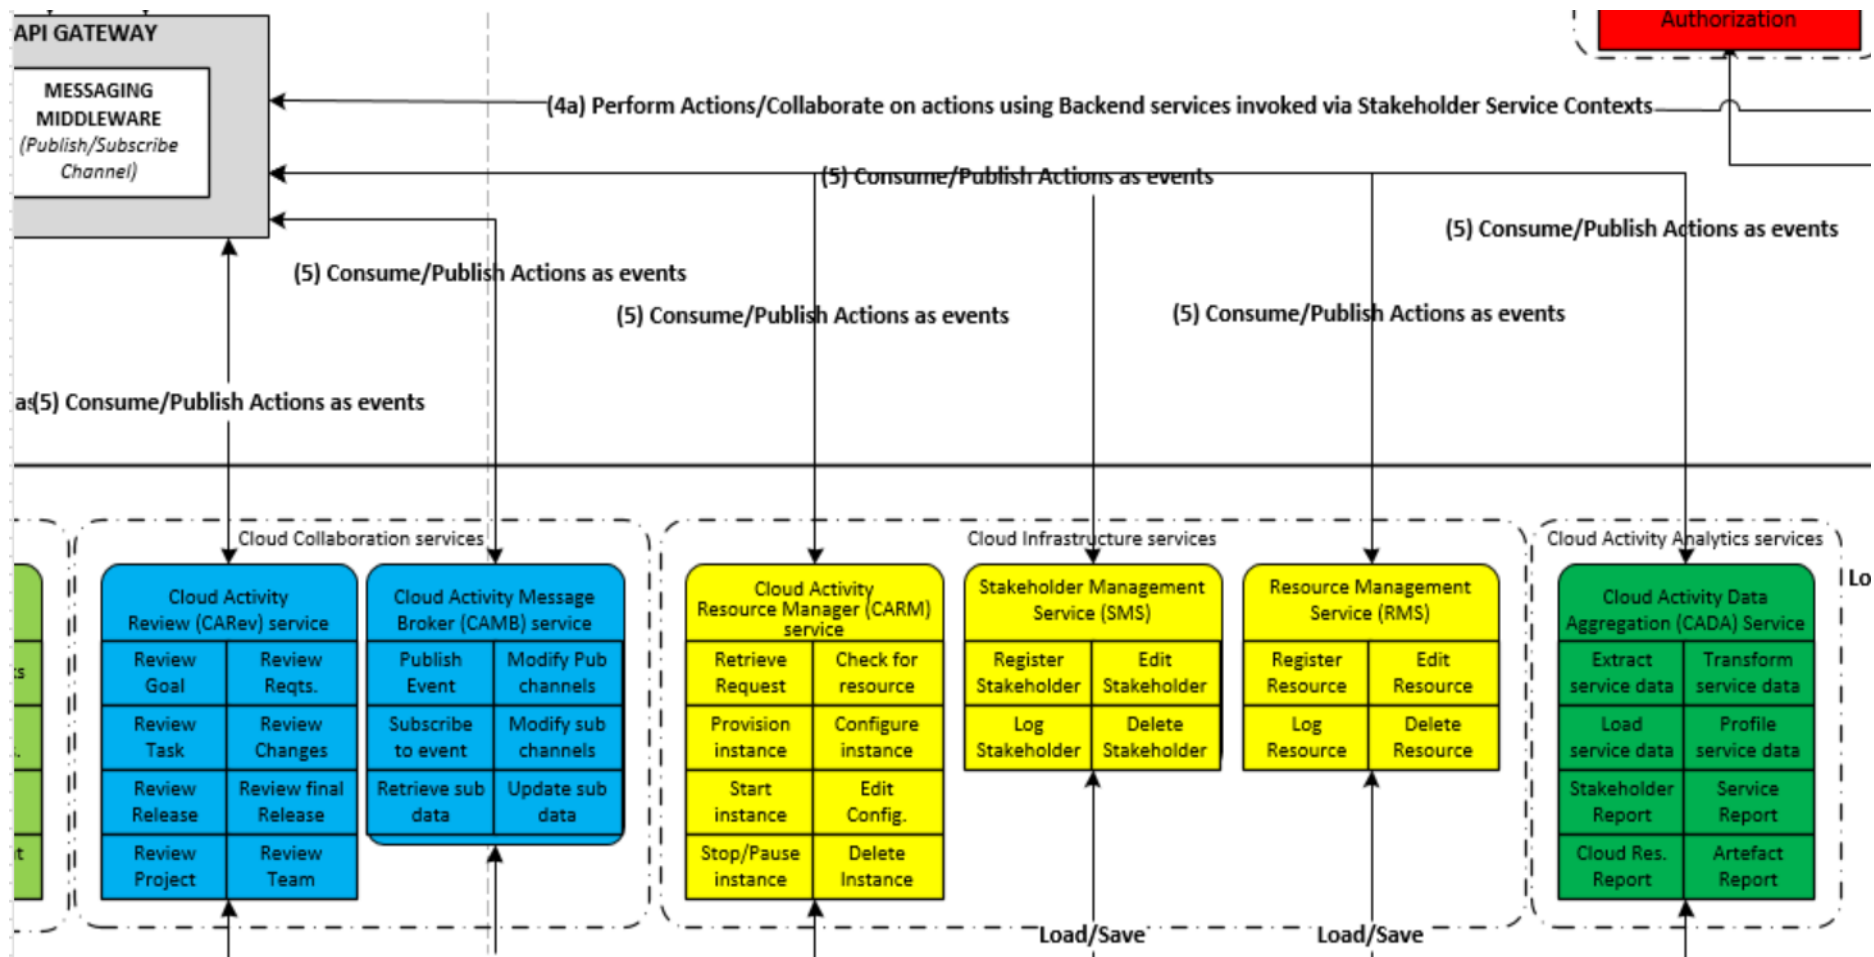 API GATEWAY
MESSAGING
MIDDLEWARE
(Publish/Subscribe
Channel)
Authorization
(4a) Perform Actions/Collaborate on actions using Backend services invoked via Stakeholder Service Contexts
(5) Consume/Publish Actions as events
(5) Consume/Publish Actions as events
(5) Consume/Publish Actions as events
(5) Consume/Publish Actions as events
(5) Consume/Publish Actions as events
as(5) Consume/Publish Actions as events
Cloud Collaboration services
Cloud Activity
Review (CARev) service
Review
Goal
Review
Reqts.
Review
Task
Review
Changes
Review
Release
Review final
Release
Review
Project
Review
Team
Cloud Activity Message
Broker (CAMB) service
Publish
Event
Modify Pub
channels
Subscribe
to event
Modify sub
channels
Retrieve sub
data
Update sub
data
Cloud Infrastructure services
Cloud Activity
Resource Manager (CARM)
service
Retrieve
Request
Check for
resource
Provision
instance
Configure
instance
Start
instance
Edit
Config.
Stop/Pause
instance
Delete
Instance
Stakeholder Management
Service (SMS)
Register
Stakeholder
Edit
Stakeholder
Log
Stakeholder
Delete
Stakeholder
Resource Management
Service (RMS)
Register
Resource
Edit
Resource
Log
Resource
Delete
Resource
Load/Save
Load/Save
Cloud Activity Analytics services
Cloud Activity Data
Aggregation (CADA) Service
Extract
service data
Transform
service data
Load
service data
Profile
service data
Stakeholder
Report
Service
Report
Cloud Res.
Report
Artefact
Report
Lo